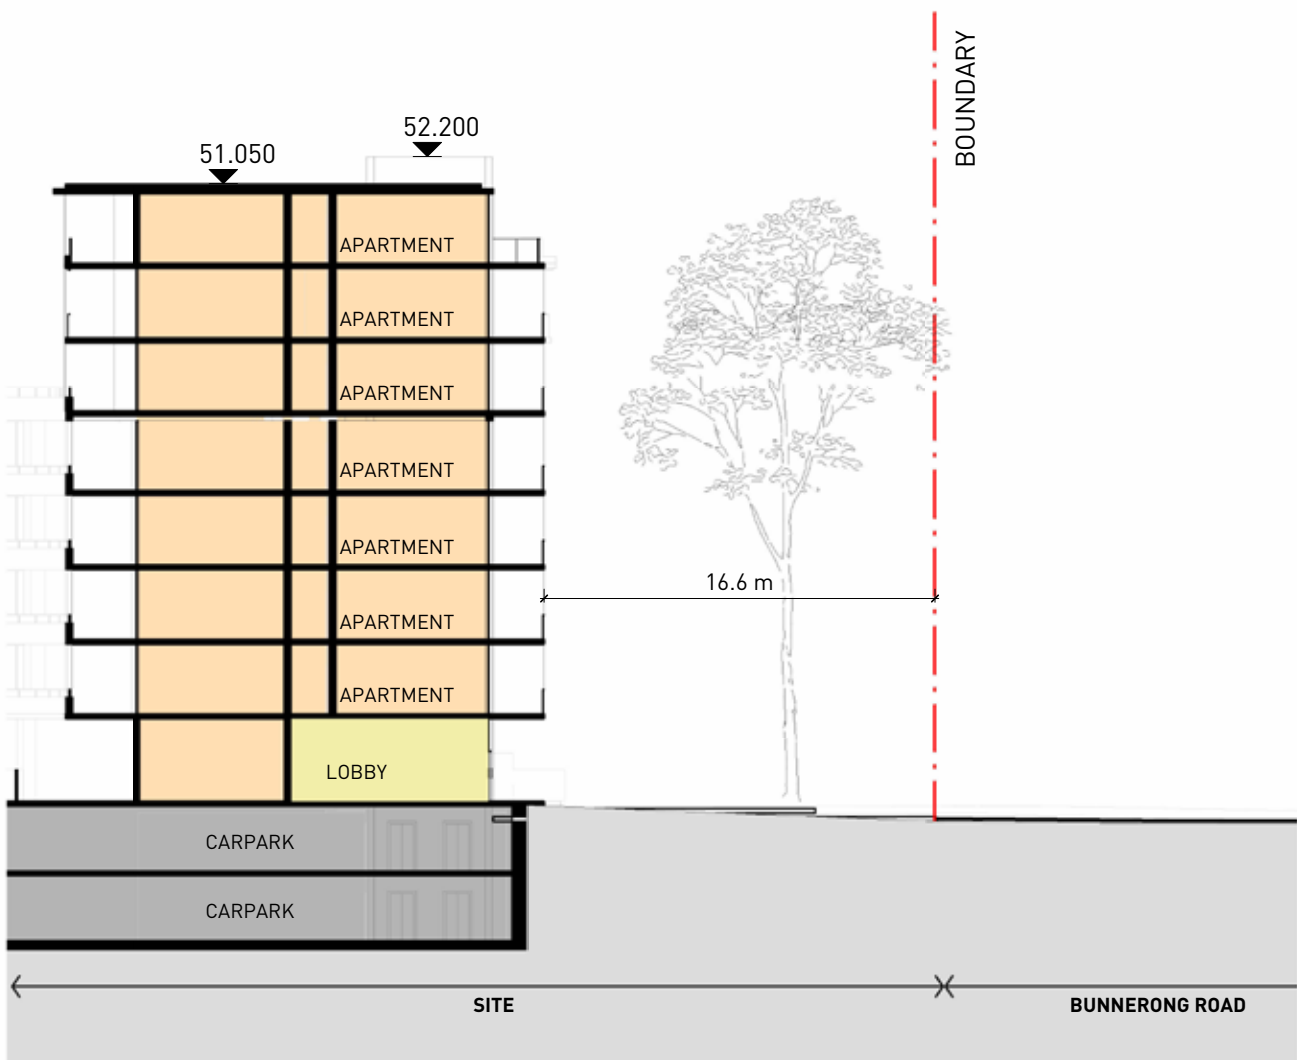 BOUNDARY
52.200
51.050
APARTMENT
APARTMENT
APARTMENT
APARTMENT
APARTMENT
16.6 m
APARTMENT
APARTMENT
LOBBY
CARPARK
CARPARK
SITE
BUNNERONG ROAD